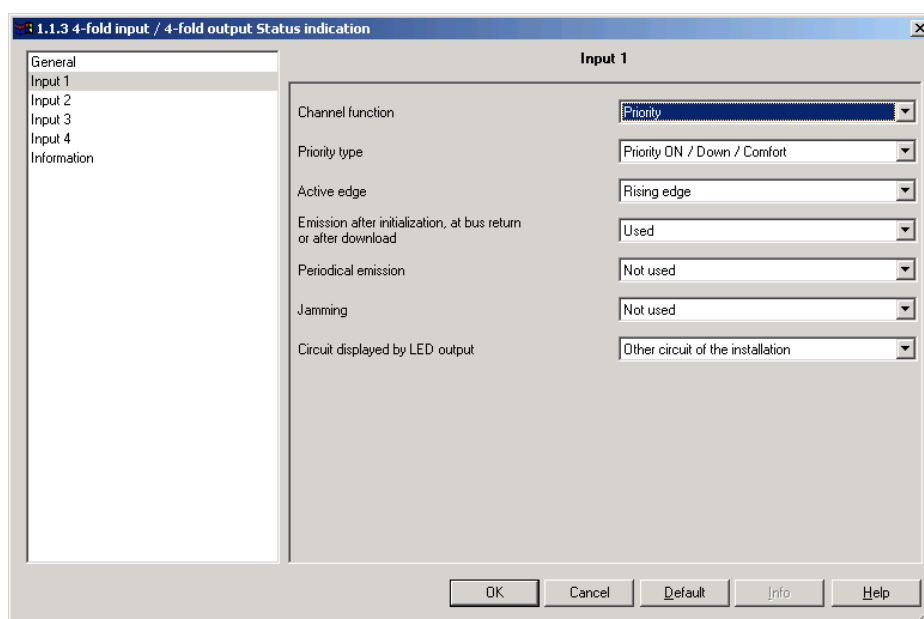 1.1.3 4-fold input / 4-fold output Status indication
General
Input 1
Input 2
Input 3
Input 4
Information
Input 1
Channel function
Priority
Priority type
Priority ON / Down / Comfort
Active edge
Rising edge
Emission after initialization, at bus return
or after download
Used
Periodical emission
Not used
Jamming
Not used
Circuit displayed by LED output
Other circuit of the installation
OK
Cancel
Default
Info
Help